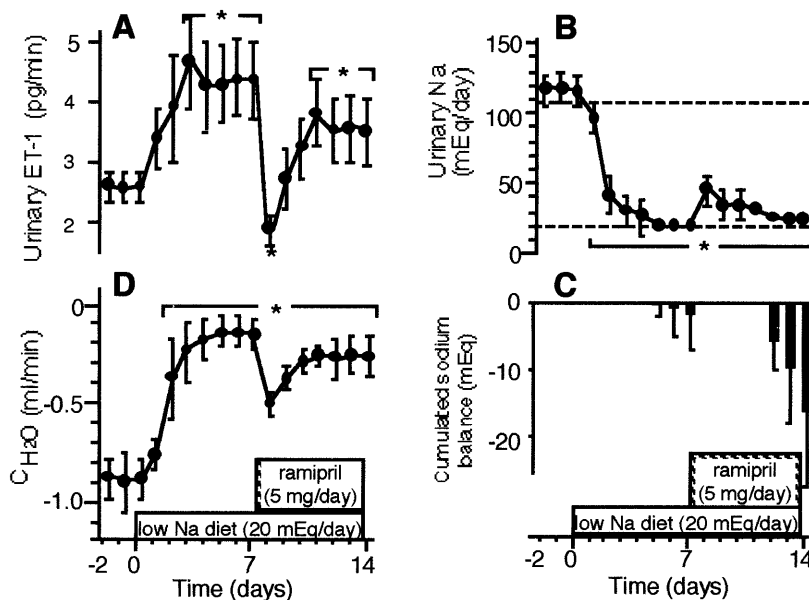 A
Urinary ET-1 (pg/min)
5
4
3
2
*
*
*
B
Urinary Na
(mEq/day)
150
100
50
0
*
D
C H2O (ml/min)
0
-0.5
-1.0
*
ramipril
(5 mg/day)
low Na diet (20 mEq/day)
-2
0
7
14
Time (days)
C
Cumulated sodium
balance (mEq)
0
-10
-20
ramipril
(5 mg/day)
low Na diet (20 mEq/day)
-2
0
7
14
Time (days)